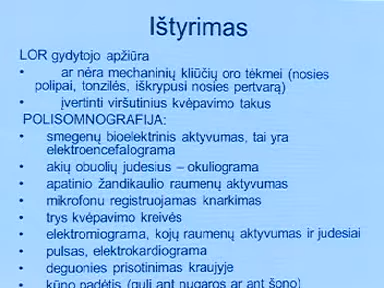 Ištyrimas
LOR gydytojo apžiūra
• ar nėra mechaninių kliūčių oro tėkmei (nosies
polipai, tonzilės, iškrypusi nosies pertvara)
• įvertinti viršutinius kvėpavimo takus
POLISOMNOGRAFIJA:
• smegenų bioelektrinis aktyvumas, tai yra
elektroencefalograma
• akių obuolių judesius – okuliograma
• apatinio žandikaulio raumenų aktyvumas
• mikrofonu registruojamas knarkimas
• trys kvėpavimo kreivės
• elektromiograma, kojų raumenų aktyvumas ir judesiai
• pulsas, elektrokardiograma
• deguonies prisotinimas kraujyje
• kūno padėtis (guli ant nugaros ar ant šono)